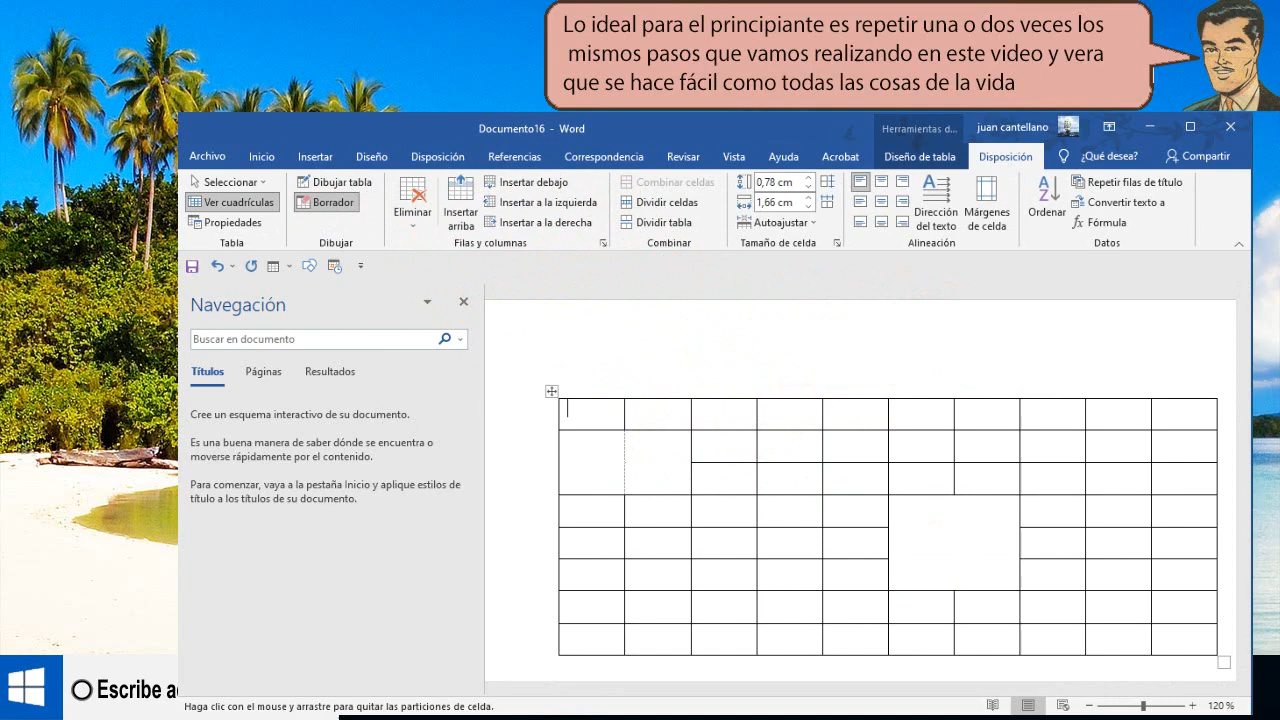 Lo ideal para el principiante es repetir una o dos veces los
mismos pasos que vamos realizando en este video y vera
que se hace fácil como todas las cosas de la vida
Documento16 - Word
Herramientas d...
juan cantellano
Archivo Inicio Insertar Diseño Disposición Referencias Correspondencia Revisar Vista Ayuda Acrobat Diseño de tabla Disposición ¿Qué desea? Compartir
Seleccionar
Ver cuadrículas
Propiedades
Tabla
Dibujar tabla
Borrador
Dibujar
Eliminar
Insertar
arriba
Insertar debajo
Insertar a la izquierda
Insertar a la derecha
Filas y columnas
Combinar celdas
Dividir celdas
Dividir tabla
Combinar
0,78 cm
1,66 cm
Autoajustar
Tamaño de celda
Dirección
del texto
Márgenes
de celda
Alineación
Ordenar
Repetir filas de título
Convertir texto a
fx Fórmula
Datos
Navegación
Buscar en documento
Títulos Páginas Resultados
Cree un esquema interactivo de su documento.
Es una buena manera de saber dónde se encuentra o
moverse rápidamente por el contenido.
Para comenzar, vaya a la pestaña Inicio y aplique estilos de
título a los títulos de su documento.
Escribe a
Haga clic con el mouse y arrastre para quitar las particiones de celda.
120 %